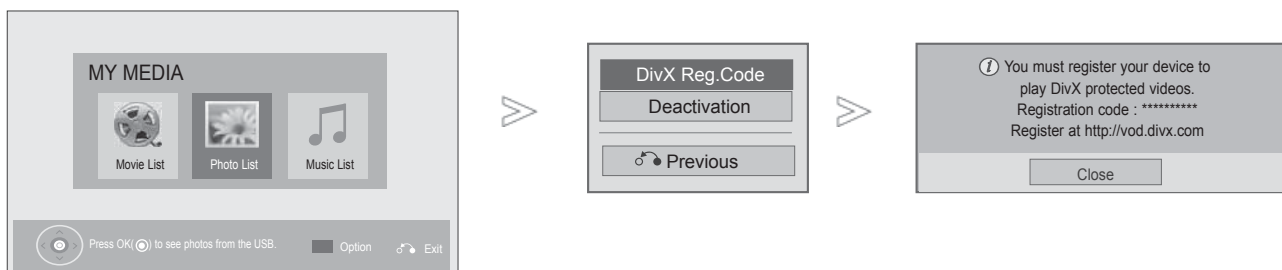 MY MEDIA
Movie List
Photo List
Music List
Press OK(◉) to see photos from the USB.
Option
Exit
DivX Reg.Code
Deactivation
Previous
You must register your device to
play DivX protected videos.
Registration code : **********
Register at http://vod.divx.com
Close